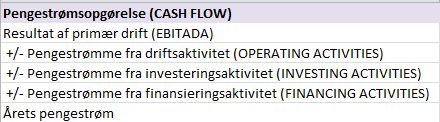 Pengestrømsopgørelse (CASH FLOW)
Resultat af primær drift (EBITADA)
+/- Pengestrømme fra driftsaktivitet (OPERATING ACTIVITIES)
+/- Pengestrømme fra investeringsaktivitet (INVESTING ACTIVITIES)
+/- Pengestrømme fra finansieringsaktivitet (FINANCING ACTIVITIES)
Årets pengestrøm